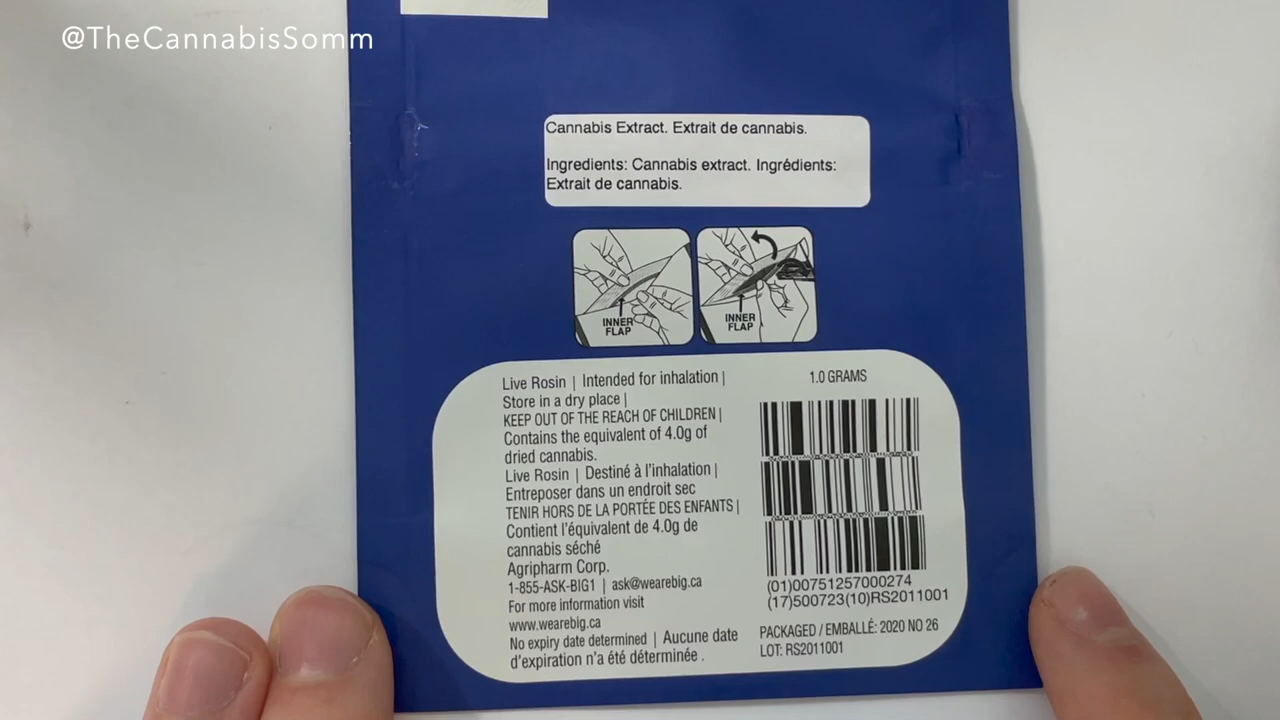 @TheCannabisSomm
Cannabis Extract. Extrait de cannabis.
Ingredients: Cannabis extract. Ingrédients:
Extrait de cannabis.
INNER
FLAP
INNER
FLAP
Live Rosin | Intended for inhalation |
Store in a dry place |
KEEP OUT OF THE REACH OF CHILDREN |
Contains the equivalent of 4.0g of
dried cannabis.
Live Rosin | Destiné à l'inhalation |
Entreposer dans un endroit sec
TENIR HORS DE LA PORTÉE DES ENFANTS |
Contient l'équivalent de 4.0g de
cannabis séché
Agripharm Corp.
1-855-ASK-BIG1 | ask@wearebig.ca
For more information visit
www.wearebig.ca
No expiry date determined | Aucune date
d'expiration n'a été déterminée .
1.0 GRAMS
(01)00751257000274
(17)500723(10)RS2011001
PACKAGED / EMBALLÉ: 2020 NO 26
LOT: RS2011001